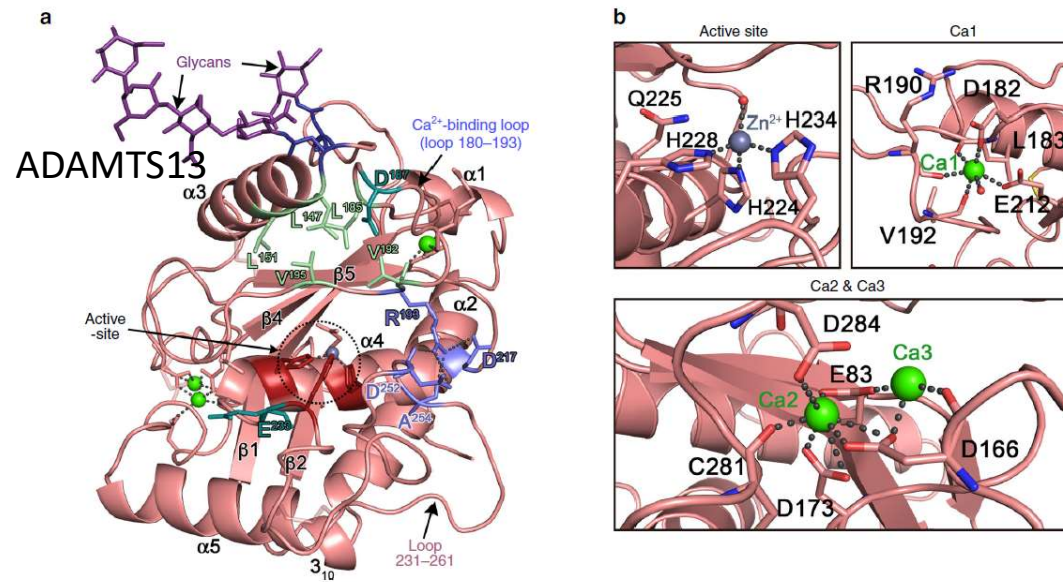 a
Glycans
ADAMTS13
Ca²⁺-binding loop
(loop 180–193)
α3
D¹⁸⁷
α1
L¹⁴⁷
L¹⁸⁵
L¹⁵¹
V¹⁹⁵
V¹⁹²
β5
α2
β4
R¹⁹³
Active
-site
α4
D²¹⁷
D²⁵²
A²⁵⁴
E²³³
β1
β2
α5
3₁₀
Loop
231–261
b
Active site
Q225
Zn²⁺
H234
H228
H224
Ca1
R190
D182
L183
Ca1
E212
V192
Ca2 & Ca3
D284
Ca3
E83
Ca2
C281
D166
D173